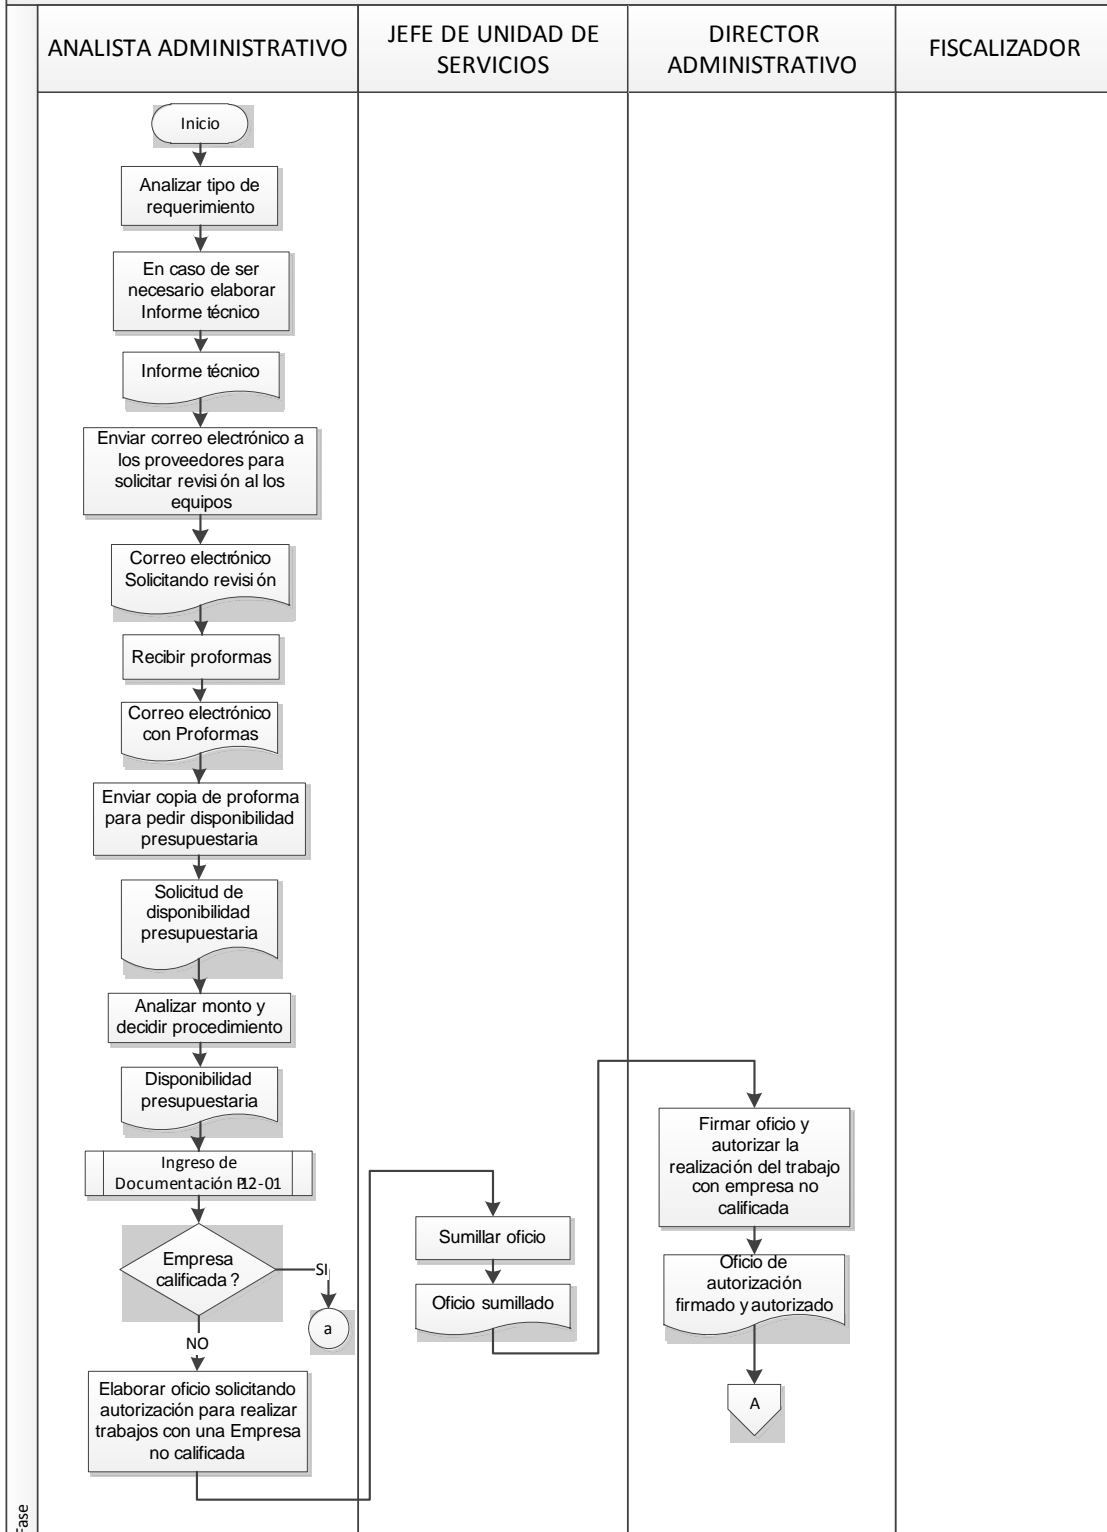 ANALISTA ADMINISTRATIVO
JEFE DE UNIDAD DE
SERVICIOS
DIRECTOR
ADMINISTRATIVO
FISCALIZADOR
Inicio
Analizar tipo de
requerimiento
En caso de ser
necesario elaborar
Informe técnico
Informe técnico
Enviar correo electrónico a
los proveedores para
solicitar revisión al los
equipos
Correo electrónico
Solicitando revisión
Recibir proformas
Correo electrónico
con Proformas
Enviar copia de proforma
para pedir disponibilidad
presupuestaria
Solicitud de
disponibilidad
presupuestaria
Analizar monto y
decidir procedimiento
Disponibilidad
presupuestaria
Ingreso de
Documentación P12-01
Empresa
calificada ?
SI
a
NO
Elaborar oficio solicitando
autorización para realizar
trabajos con una Empresa
no calificada
Sumillar oficio
Oficio sumillado
Firmar oficio y
autorizar la
realización del trabajo
con empresa no
calificada
Oficio de
autorización
firmado y autorizado
A
Fase